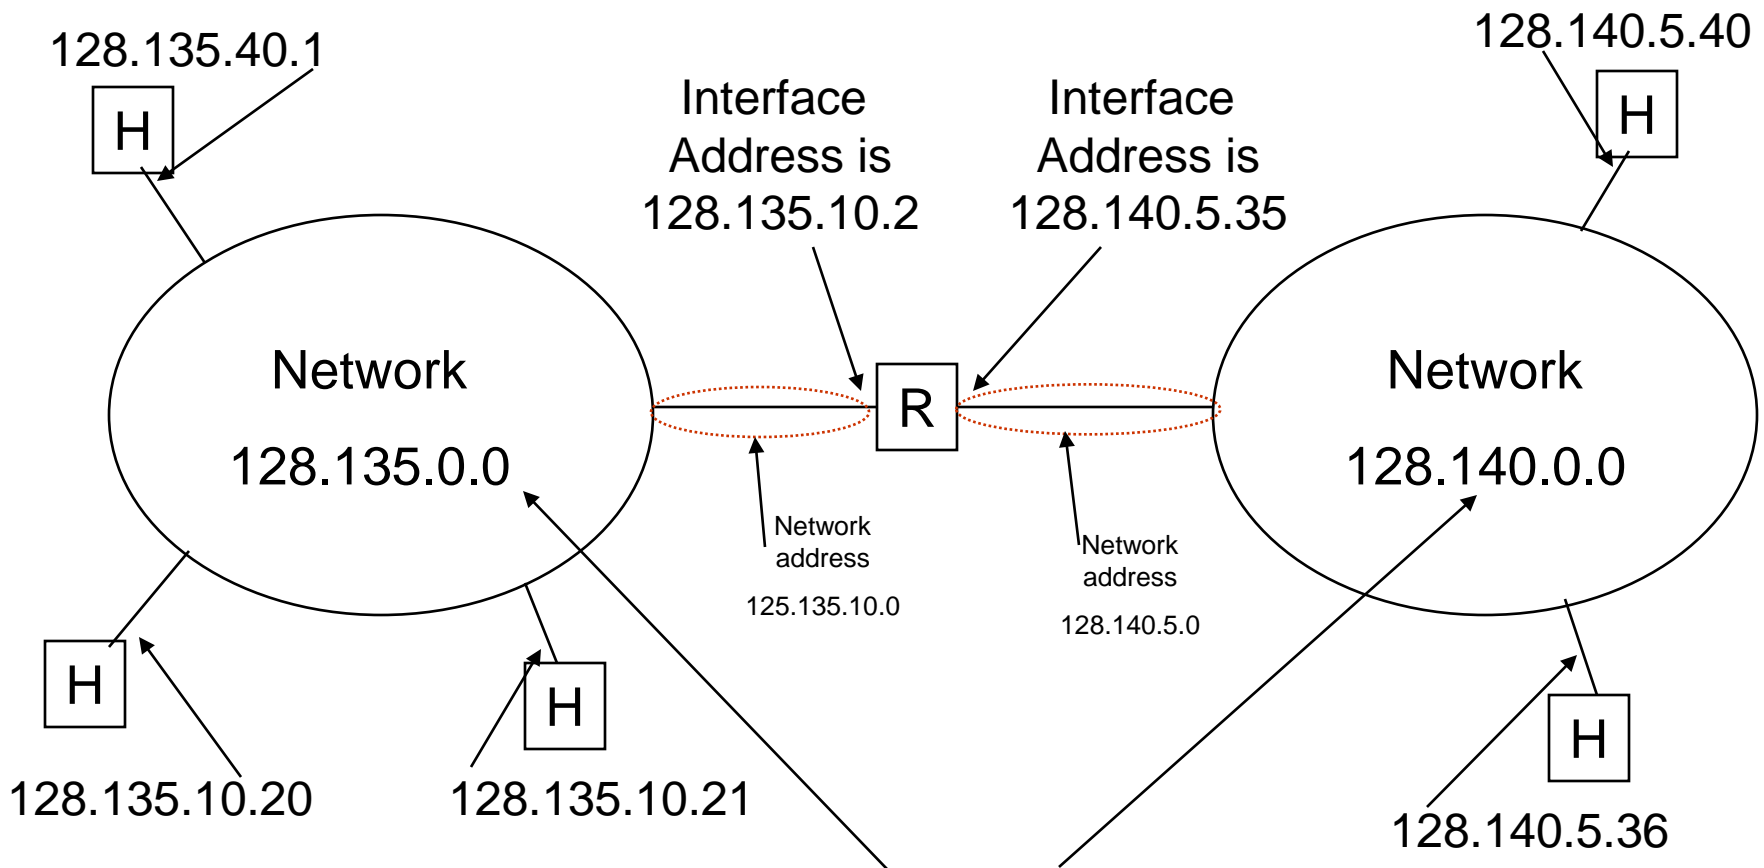 128.135.40.1
H
128.140.5.40
H
Interface
Address is
128.135.10.2
Interface
Address is
128.140.5.35
Network
128.135.0.0
R
Network
128.140.0.0
Network
address
125.135.10.0
Network
address
128.140.5.0
H
128.135.10.20
H
128.135.10.21
H
128.140.5.36